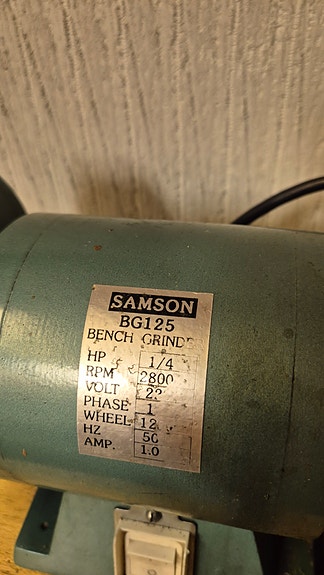 SAMSON
BG125
BENCH GRINDE
HP 1/4
RPM 2800
VOLT 22
PHASE 1
WHEEL 12
HZ 50
AMP. 1.0